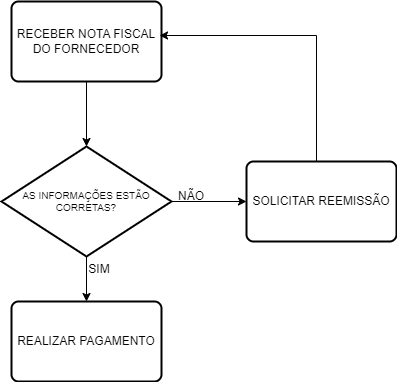 RECEBER NOTA FISCAL
DO FORNECEDOR
AS INFORMAÇÕES ESTÃO
CORRETAS?
NÃO
SOLICITAR REEMISSÃO
SIM
REALIZAR PAGAMENTO